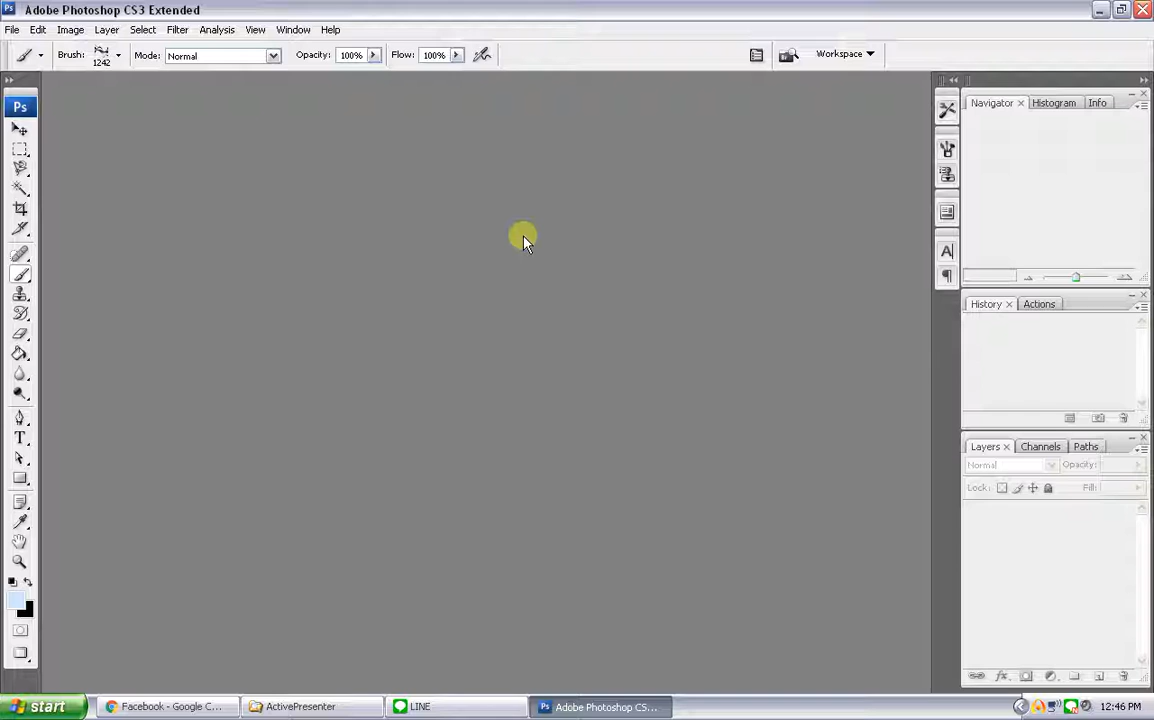 Ps Adobe Photoshop CS3 Extended
File Edit Image Layer Select Filter Analysis View Window Help
Brush: 1242 Mode: Normal Opacity: 100% Flow: 100% Workspace
Ps
Navigator Histogram Info
A
History Actions
T
Layers Channels Paths
Normal Opacity:
Lock: Fill:
start Facebook - Google C... ActivePresenter LINE Ps Adobe Photoshop CS... 12:46 PM